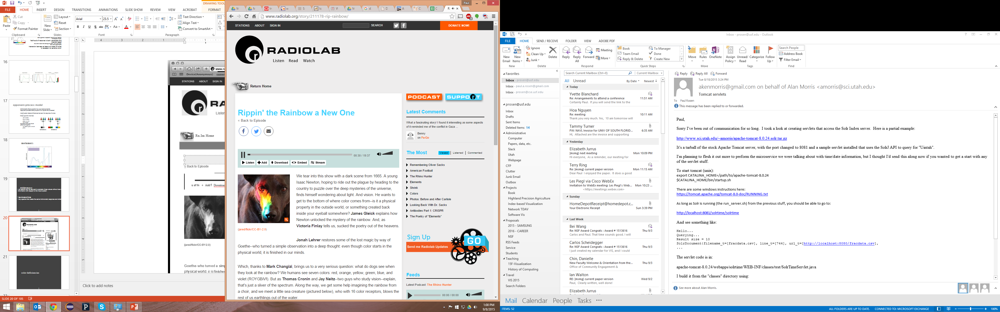 DRAWING TOOL
FILE HOME INSERT DESIGN TRANSITIONS ANIMATIONS SLIDE SHOW REVIEW VIEW ACROBAT FORMAT
Paste
Cut
Copy
Format Painter
Clipboard
New Slide
Layout
Reset
Section
Slides
Arial 23.5
Font
Text Direction
Align Text
Convert to SmartArt
Paragraph
16
17
opponent-process model
18
metamers
19
trichromacy
metamerism
20
21
color deficiencies
Device(Anonymous)
STATIONS ABOUT SIGN IN
Listen
Rn.Im Home
Back to Episode
u at1n + Add f Download
(jared/flickr/CC-BY-2.0)
Goethe-who turned a simp
physical world. it is finished
Click to add notes
SLIDE 20 OF 105
Paul
www.radiolab.org/story/211178-rip-rainbow/
STATIONS ABOUT SIGN IN SEARCH DONATE NOW!
RADIOLAB
Listen Read Watch
Return Home
PODCAST SUPPORT
Rippin' the Rainbow a New One
« Back to Episode
00:30 / 19:37
Listen Add Download Embed Stream
We tear into this show with a dark scene from 1665. A young
Isaac Newton, hoping to ride out the plague by heading to the
country to puzzle over the deep mysteries of the universe,
finds himself wondering about light. And vision. He wants to
get to the bottom of where color comes from--is it a physical
property in the outside world, or something created back
inside your eyeball somewhere? James Gleick explains how
Newton unlocked the mystery of the rainbow. And, as
Victoria Finlay tells us, sucked the poetry out of the heavens.
(jared/flickr/CC-BY-2.0)
Jonah Lehrer restores some of the lost magic by way of
Goethe--who turned a simple observation into a deep thought: even though color starts in the
physical world, it is finished in our minds.
Which, thanks to Mark Changizi, brings us to a very serious question: what do dogs see when
they look at the rainbow? We humans see seven colors: red, orange, yellow, green, blue, and
violet (ROYGBiVI). But as Thomas Cronin and Jay Neitz--two guys who study vision--explain,
that's just a sliver of the spectrum. Along the way, we get some help imagining the rainbow from
a choir, and we meet a little sea creature (pictured below), who with 16 color receptors, blows the
rest of us earthlings out of the water.
Latest Comments
What a fascinating story! I found it interesting as some aspects
of it reminded me of the conflict in Gaza ...
Benny
on Fu-Go
The Most Viewed | Listened | Commented
Remembering Oliver Sacks
American Football
The Rhino Hunter
Elements
Shrink
Colors
Photos: Before and After Carlisle
Looking Back With Dr. Sacks
Antibodies Part 1: CRISPR
The Poetry of "Elements"
Sign Up GO
Send me Radiolab Updates
Feeds
Latest Podcast: The Rhino Hunter
00:00 / 00:00
1:00 PM
9/8/2015
Inbox - prosen@usf.edu - Outlook
FILE HOME SEND / RECEIVE FOLDER VIEW ADOBE PDF
New Email
New Items
New
Ignore
Clean Up
Junk
Delete
Delete
Reply
Reply All
Forward
Meeting
More
Respond
Book
Team Email
Reply & Delete
To Manager
Done
Create New
Quick Steps
Move
Rules
OneNote
Move
Assign Policy
Unread/ Read
Categorize
Follow Up
Tags
Search People
Address Book
Filter Email
Find
Favorites
Inbox - prosen@usf.edu
Inbox - paul.a.rosen@gmail.com
Inbox - prosen@cse.usf.edu
prosen@usf.edu
Inbox
Drafts
Sent Items
Deleted Items 14
Administrative
Computer
Papers, data, etc.
Slack
Utah
Webpage
CFP
Clutter
Junk Email
Outbox
Projects
Book
Highland Precision Agriculture
Index-based Visualization
Network TDAV
Software Vis
Proposals
2015 - SAMSUNG
2016 - CAREER
NSF
RSS Feeds
Service
Students
Teaching
15F-Visualization
History of Computing
Travel
VIS 2015
Search Folders
Search Current Mailbox (Ctrl+E) Current Mailbox
All Unread By Date Newest
Today
Yvette Blanchard
Re: Arrangements to attend a conference 11:51 AM
Certainly Paul. If you will send the link to the
Hoa Nguyen
Re: meeting 10:11 AM
Thank you very much. Yes, 10 am tomorrow will
Tammy Turner
FW: NAVL Invoice for UNIV OF SOUTH FLORID... 6:35 AM
Hi, Attached are the invoice and supporting
Yesterday
Elizabeth Jurrus
[msmg] next meeting Mon 10:09 PM
Hi everyone, As a reminder, our meeting for
Terry Ring
Re: [msmg] current paper version Mon 11:15 AM
Dear Paul I enjoyed the paper. It does a good
Les Piegl via Cisco WebEx
Invitation to WebEx meeting: Les Piegl's Web... Mon 10:23 ...
<https://meetings.webex.com>
Sunday
HomeDepotReceipt@homedepot.c...
Your Electronic Receipt Sun 3:39 PM
Last Week
Bei Wang
Re: NSF Award Congrats : Award # 1513616 Thu 9/3
Carlos and Paul. That time sounds good. I will
Carlos Scheidegger
Re: NSF Award Congrats : Award # 1513616 Thu 9/3
I just created my calendar for VIS, and I could
Chin, Danielle
New Faculty Welcome & Orientation from the... Thu 9/3
Office of Community Engagement &
Ian Walton
RE: [msmg] current paper version Wed 9/2
Paul, Clearly written, well done!
Elizabeth Jurrus
Reply Reply All Forward
Tue 8/18/2015 3:24 PM
akenmorris@gmail.com on behalf of Alan Morris <amorris@sci.utah.edu>
Tomcat servlets
To Paul Rosen
This message has been replied to or forwarded.
Paul,
Sorry I've been out of communication for so long. I took a look at creating servlets that access the Solr Index server. Here is a partial example:
http://www.sci.utah.edu/~amorris/apache-tomcat-8.0.24.solr.tar.gz
It's a tarball of the stock Apache Tomcat server, with the port changed to 8081 and a sample servlet installed that uses the SolrJ API to query for "Uintah".
I'm planning to flesh it out more to perform the microservice we were talking about with time/date information, but I thought I'd send this along now if you wanted to get a start with any
of the servlet stuff.
To start tomcat (unix):
export CATALINA_HOME=/path/to/apache-tomcat-8.0.24
$CATALINA_HOME/bin/startup.sh
There are some windows instructions here:
https://tomcat.apache.org/tomcat-8.0-doc/RUNNING.txt
As long as Solr is running (the run_server.sh) from the previous stuff, you should be able to go to:
http://localhost:8081/solrtime/solrtime
And see something like:
Hello...
Querying...
Result size = 10
SolrDocument{filename_t=[fracdata.csv], line_t=[744], url_t=[http://localhost:8080/fracdata.csv],
...
The servlet code is in:
apache-tomcat-8.0.24/webapps/solrtime/WEB-INF/classes/test/SolrTimeServlet.java
I build it from the "classes" directory using:
See more about Alan Morris.
Mail Calendar People Tasks ...
ITEMS: 52 ALL FOLDERS ARE UP TO DATE. CONNECTED TO: MICROSOFT EXCHANGE 100%